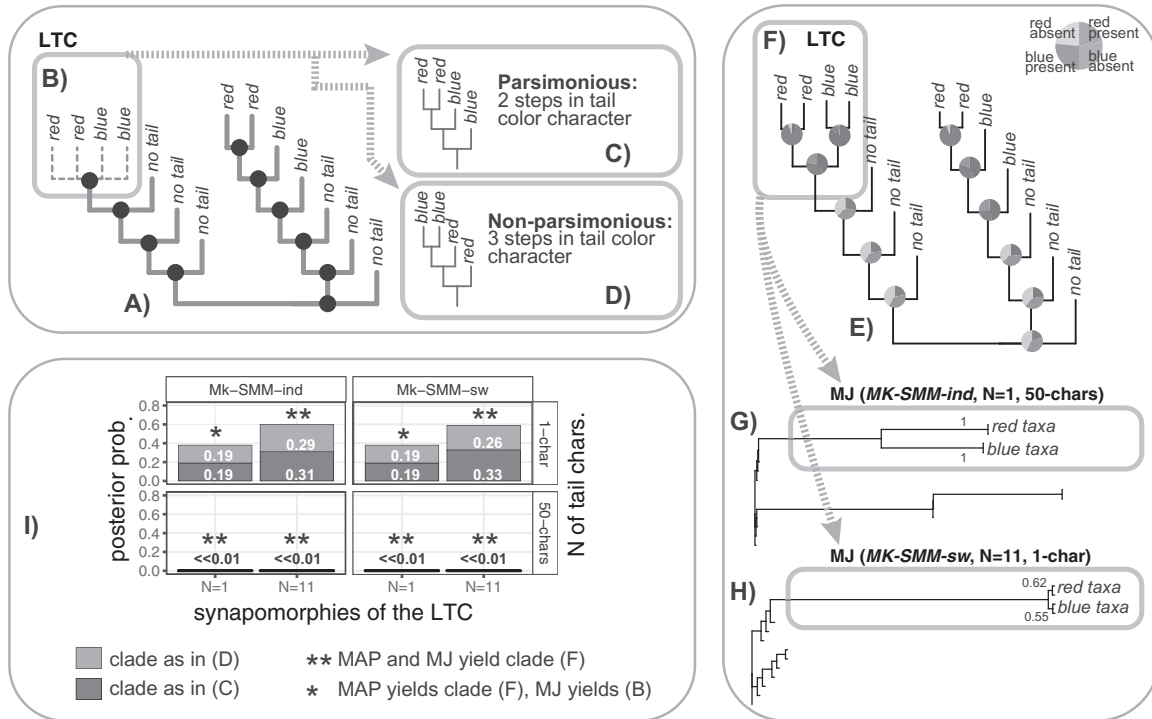 LTC
B)
red
red
blue
blue
no tail
no tail
no tail
red
red
blue
blue
no tail
no tail
no tail
A)
red
red
blue
blue
Parsimonious:
2 steps in tail
color character
C)
blue
blue
red
red
Non-parsimonious:
3 steps in tail color
character
D)
F)
LTC
red
red
blue
blue
no tail
no tail
no tail
red
red
blue
blue
no tail
no tail
no tail
E)
red absent
red present
blue present
blue absent
MJ (MK-SMM-ind, N=1, 50-chars)
G)
1
red taxa
blue taxa
1
MJ (MK-SMM-sw, N=11, 1-char)
H)
0.62
red taxa
blue taxa
0.55
I)
posterior prob.
Mk-SMM-ind
Mk-SMM-sw
0.8
0.6
0.4
0.2
0.0
*
0.19
0.19
**
0.29
0.31
*
0.19
0.19
**
0.26
0.33
1-char
0.8
0.6
0.4
0.2
0.0
**
<<0.01
**
<<0.01
**
<<0.01
**
<<0.01
50-chars
N of tail chars.
N=1
N=11
N=1
N=11
synapomorphies of the LTC
clade as in (D)
** MAP and MJ yield clade (F)
clade as in (C)
* MAP yields clade (F), MJ yields (B)